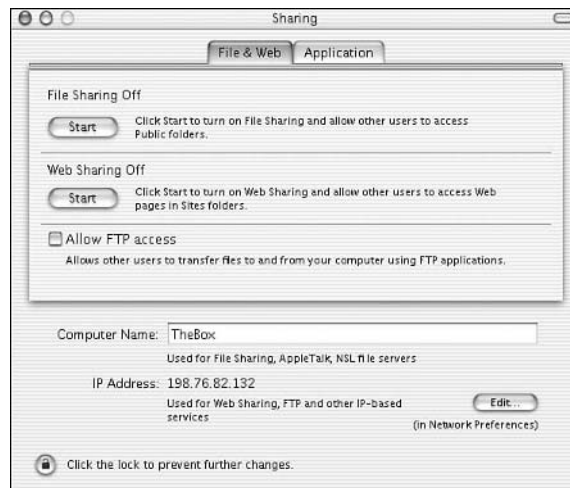 Sharing
File & Web
Application
File Sharing Off
Start
Click Start to turn on File Sharing and allow other users to access
Public folders.
Web Sharing Off
Start
Click Start to turn on Web Sharing and allow other users to access Web
pages in Sites folders.
Allow FTP access
Allows other users to transfer files to and from your computer using FTP applications.
Computer Name: TheBox
Used for File Sharing, AppleTalk, NSL file servers
IP Address: 198.76.82.132
Used for Web Sharing, FTP and other IP-based
services
Edit...
(in Network Preferences)
Click the lock to prevent further changes.